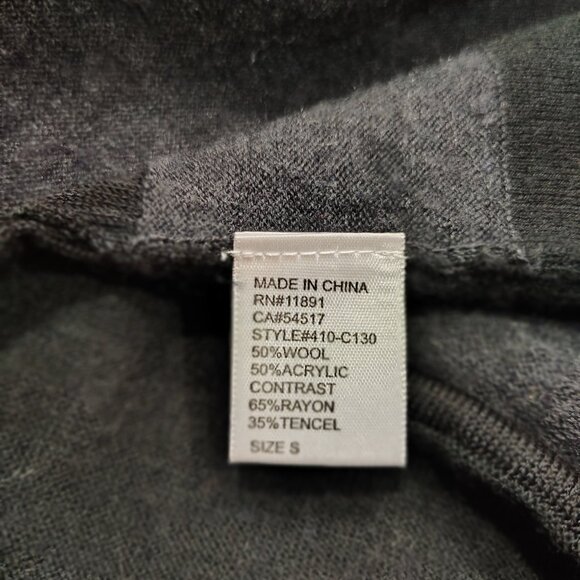 MADE IN CHINA
RN#11891
CA#54517
STYLE#410-C130
50%WOOL
50%ACRYLIC
CONTRAST
65%RAYON
35%TENCEL
SIZE S